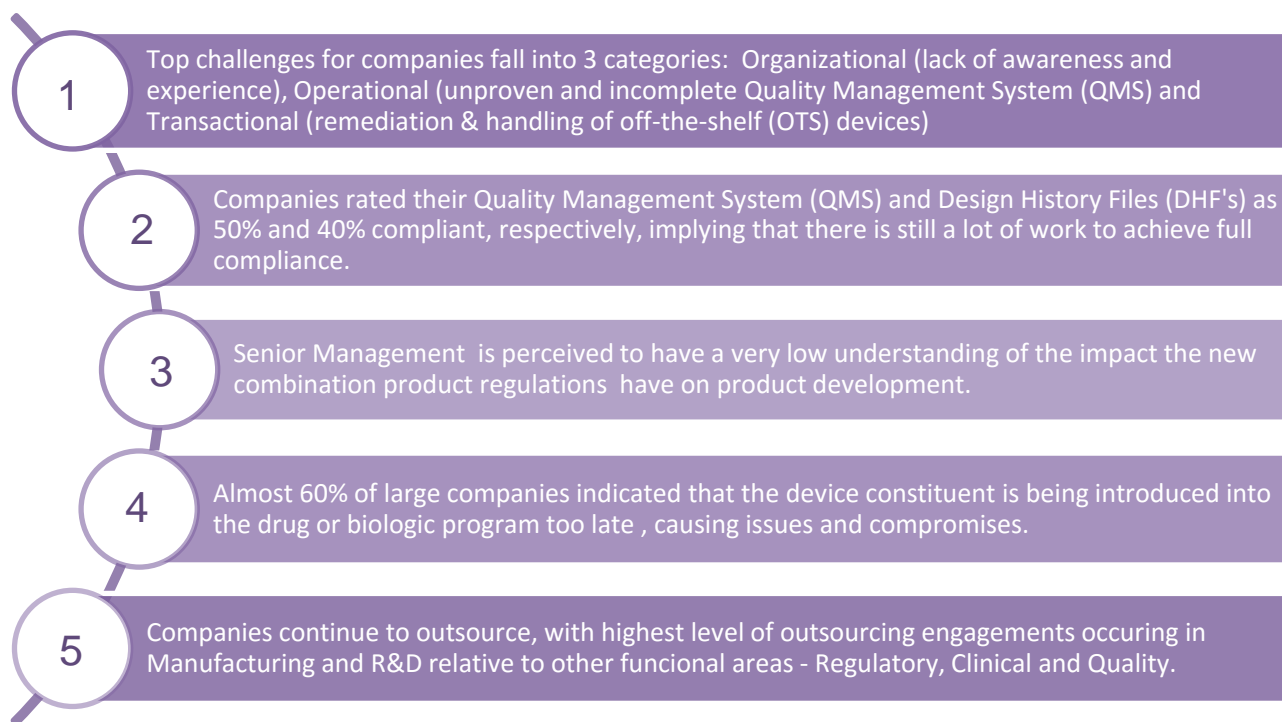 1
Top challenges for companies fall into 3 categories:  Organizational (lack of awareness and
experience), Operational (unproven and incomplete Quality Management System (QMS) and
Transactional (remediation & handling of off-the-shelf (OTS) devices)
2
Companies rated their Quality Management System (QMS) and Design History Files (DHF's) as
50% and 40% compliant, respectively, implying that there is still a lot of work to achieve full
compliance.
3
Senior Management  is perceived to have a very low understanding of the impact the new
combination product regulations  have on product development.
4
Almost 60% of large companies indicated that the device constituent is being introduced into
the drug or biologic program too late , causing issues and compromises.
5
Companies continue to outsource, with highest level of outsourcing engagements occuring in
Manufacturing and R&D relative to other funcional areas - Regulatory, Clinical and Quality.